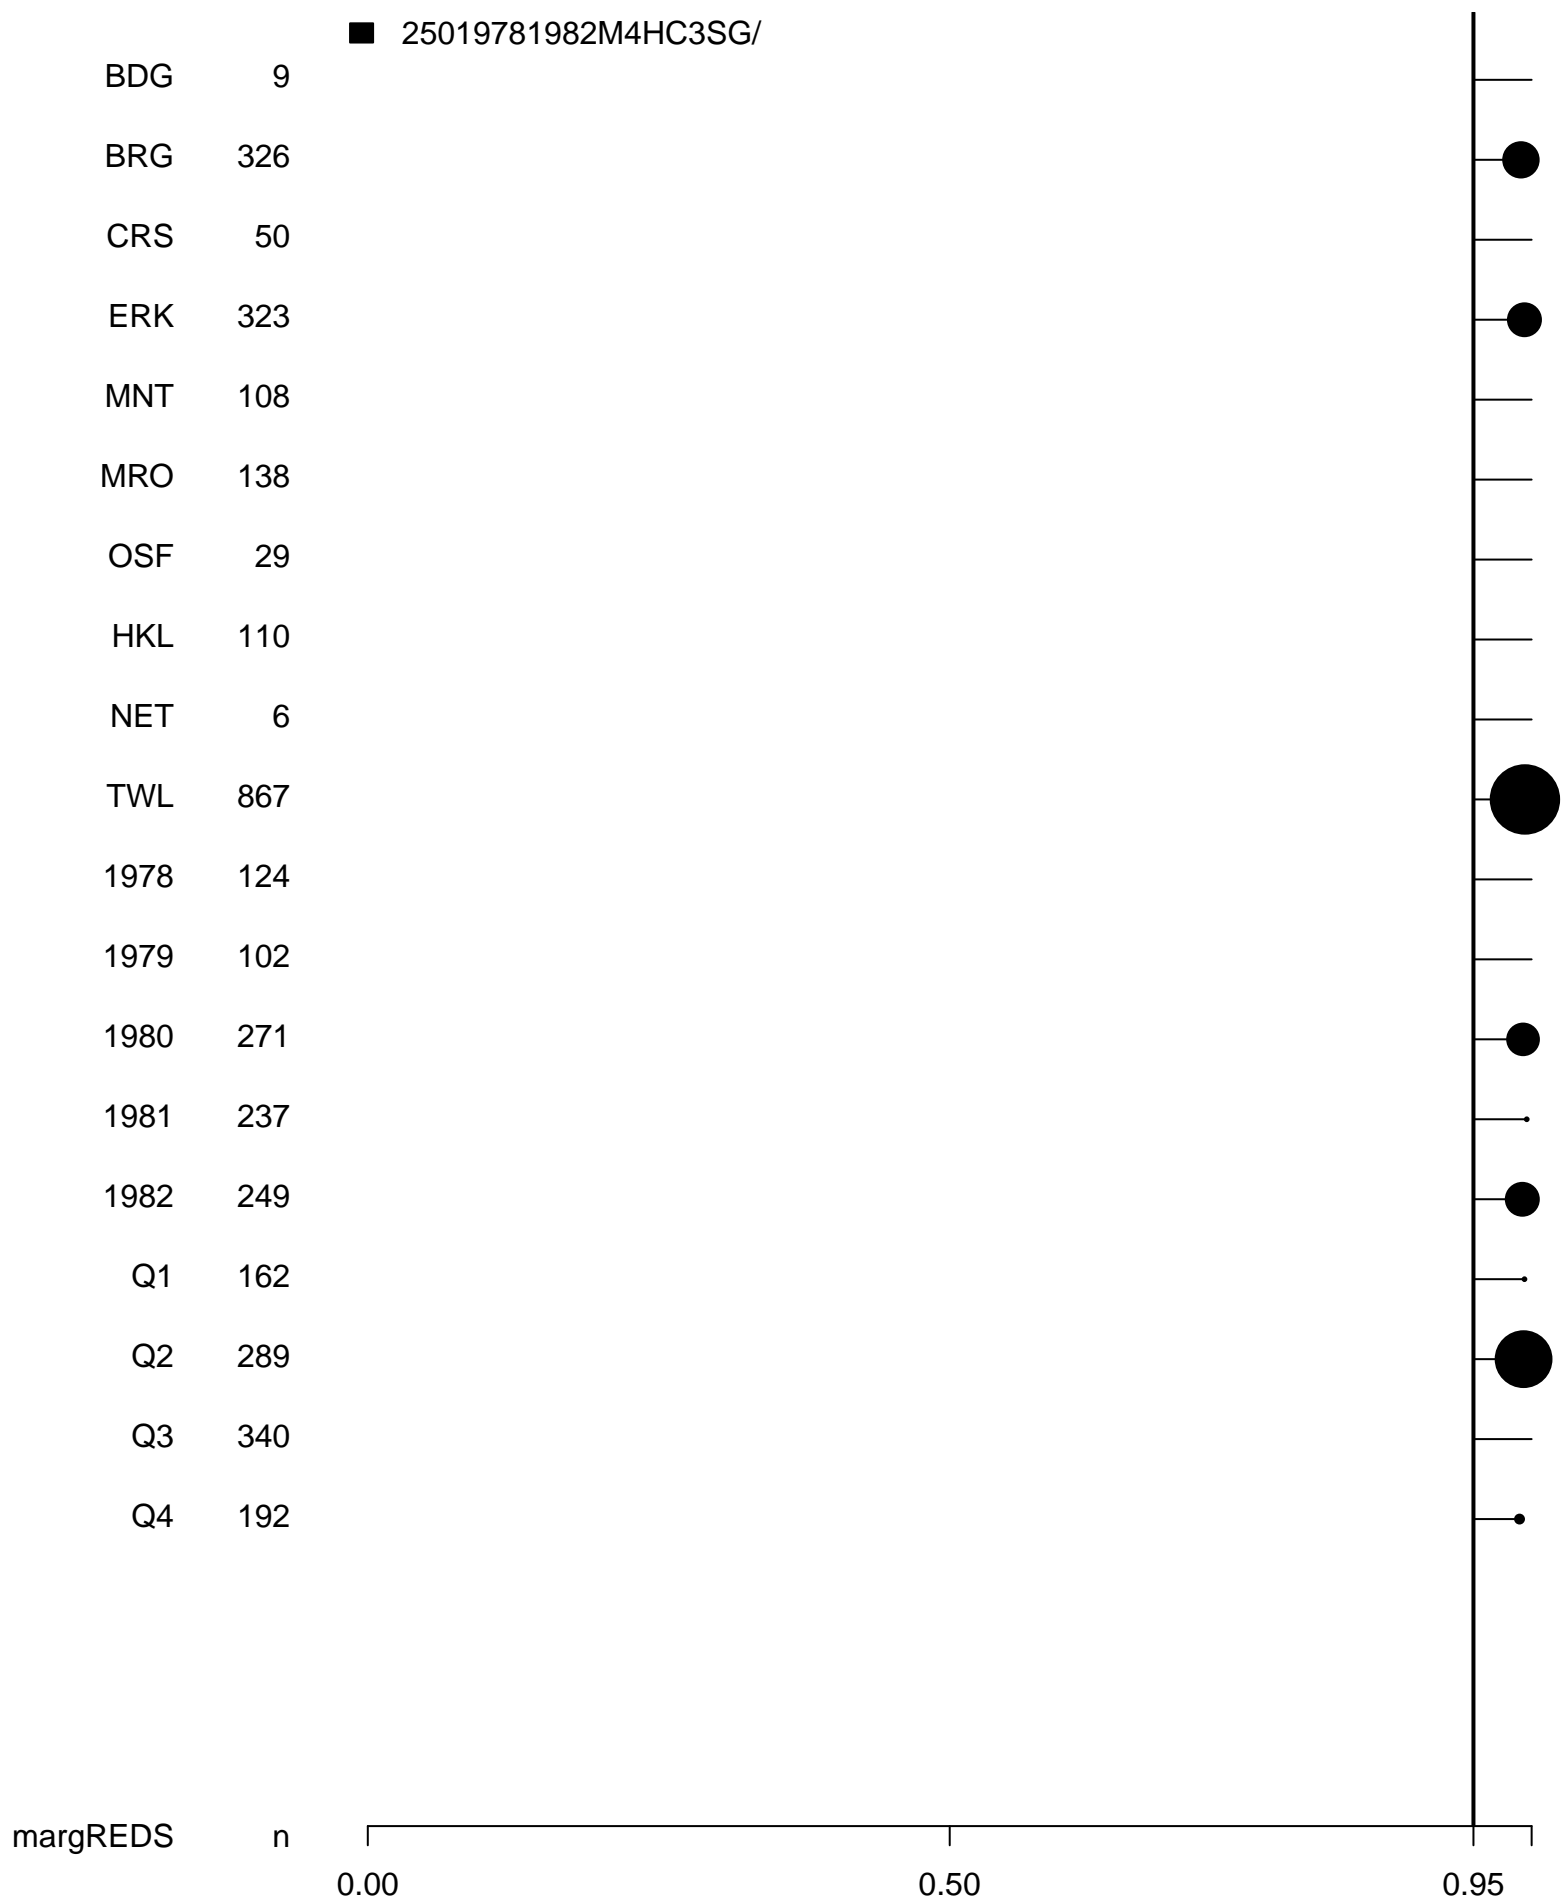 25019781982M4HC3SG/
BDG 9
BRG 326
CRS 50
ERK 323
MNT 108
MRO 138
OSF 29
HKL 110
NET 6
TWL 867
1978 124
1979 102
1980 271
1981 237
1982 249
Q1 162
Q2 289
Q3 340
Q4 192
margREDS n
0.00 0.50 0.95